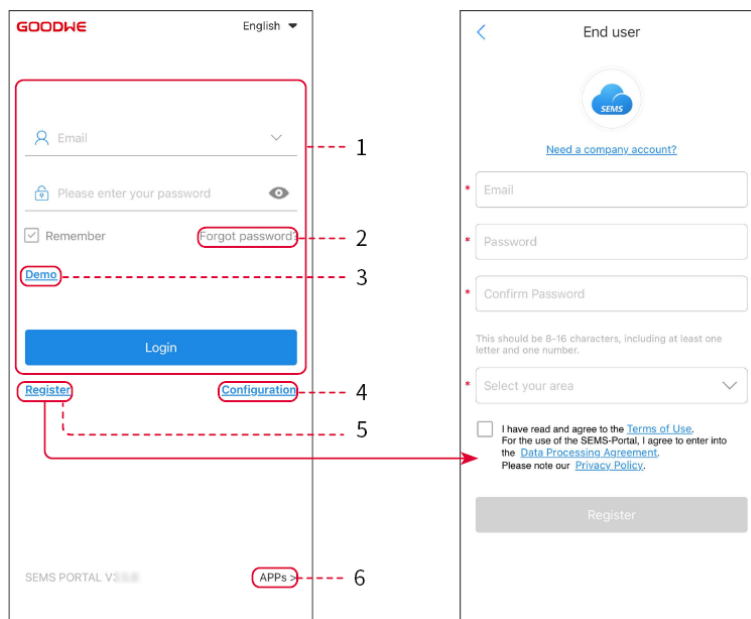 GOODWE
English
Email
Please enter your password
Remember
Forgot password?
Demo
Login
Register
Configuration
SEMS PORTAL
APPs >
1
2
3
4
5
6
End user
SEMS
Need a company account?
* Email
* Password
* Confirm Password
This should be 8-16 characters, including at least one
letter and one number.
* Select your area
I have read and agree to the Terms of Use.
For the use of the SEMS-Portal, I agree to enter into
the Data Processing Agreement.
Please note our Privacy Policy.
Register